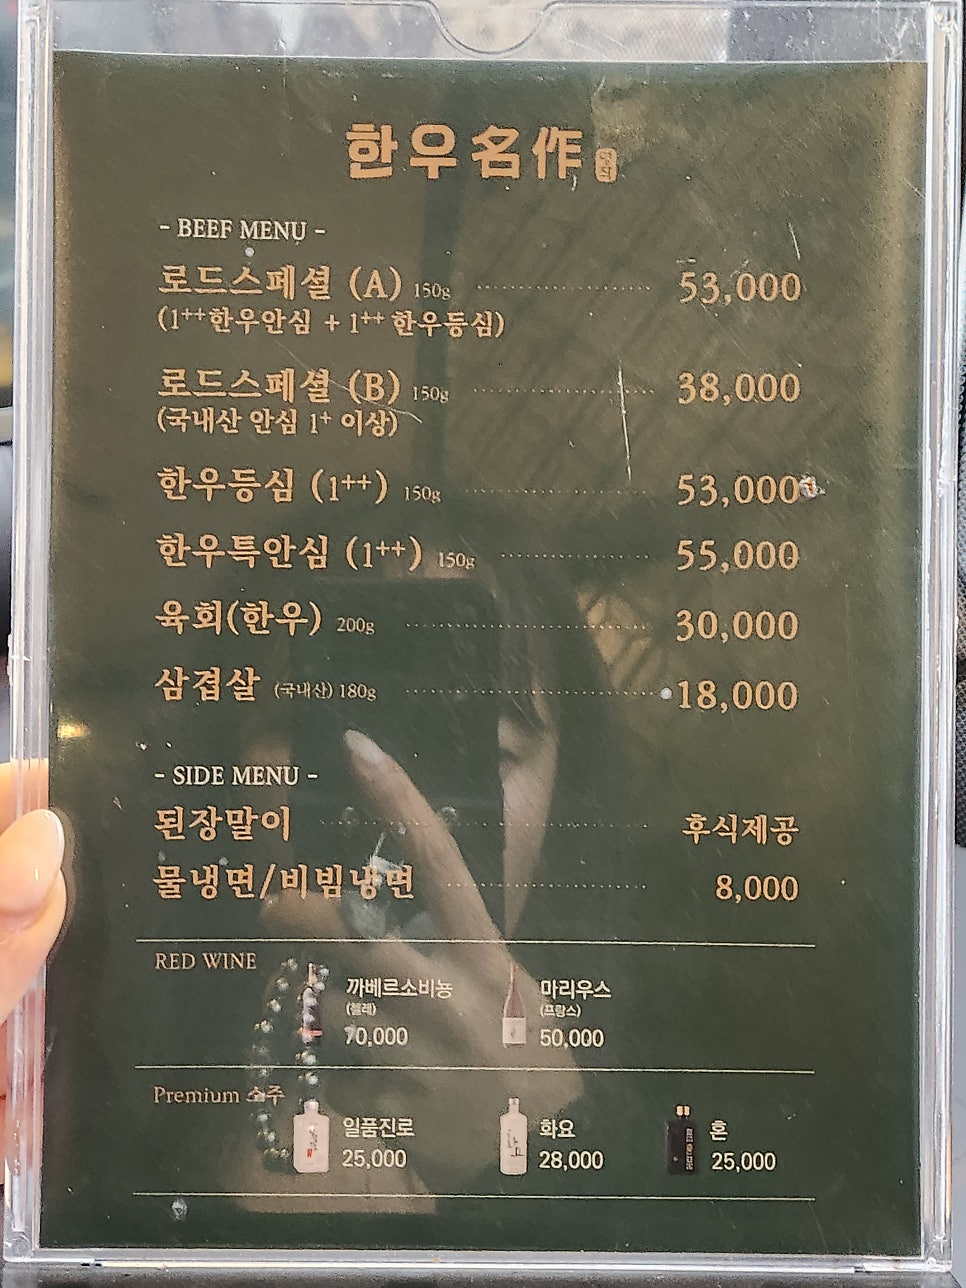 한우名作 명작
- BEEF MENU -
로드스페셜 (A) 150g 53,000
(1++한우안심 + 1++ 한우등심)
로드스페셜 (B) 150g 38,000
(국내산 안심 1+ 이상)
한우등심 (1++) 150g 53,000
한우특안심 (1++) 150g 55,000
육회(한우) 200g 30,000
삼겹살 (국내산) 180g 18,000
- SIDE MENU -
된장말이 후식제공
물냉면/비빔냉면 8,000
RED WINE
까베르소비뇽 마리우스
(칠레) (프랑스)
70,000 50,000
Premium 소주
일품진로 화요 혼
25,000 28,000 25,000